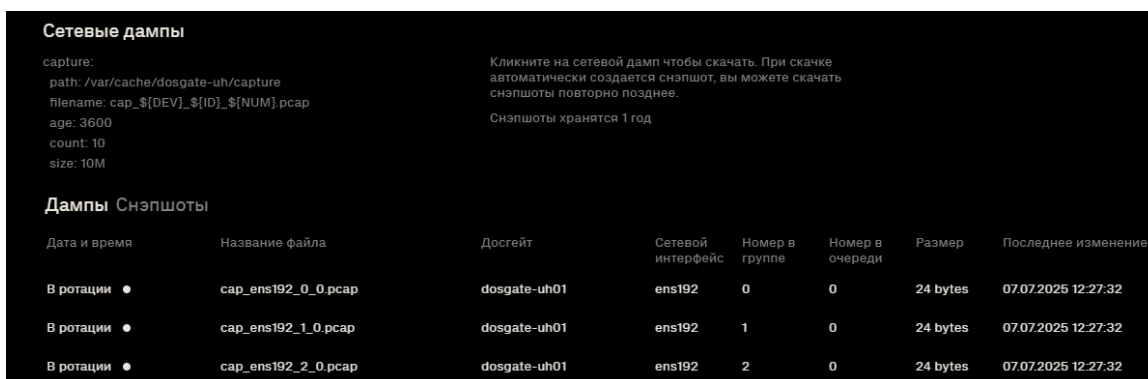 Сетевые дампы
capture:
path: /var/cache/dosgate-uh/capture
filename: cap_${DEV}_${ID}_${NUM}.pcap
age: 3600
count: 10
size: 10M
Кликните на сетевой дамп чтобы скачать. При скачке
автоматически создается снэпшот, вы можете скачать
снэпшоты повторно позднее.
Снэпшоты хранятся 1 год
Дампы Снэпшоты
Дата и время Название файла Досгейт Сетевой интерфейс Номер в группе Номер в очереди Размер Последнее изменение
В ротации cap_ens192_0_0.pcap dosgate-uh01 ens192 0 0 24 bytes 07.07.2025 12:27:32
В ротации cap_ens192_1_0.pcap dosgate-uh01 ens192 1 0 24 bytes 07.07.2025 12:27:32
В ротации cap_ens192_2_0.pcap dosgate-uh01 ens192 2 0 24 bytes 07.07.2025 12:27:32